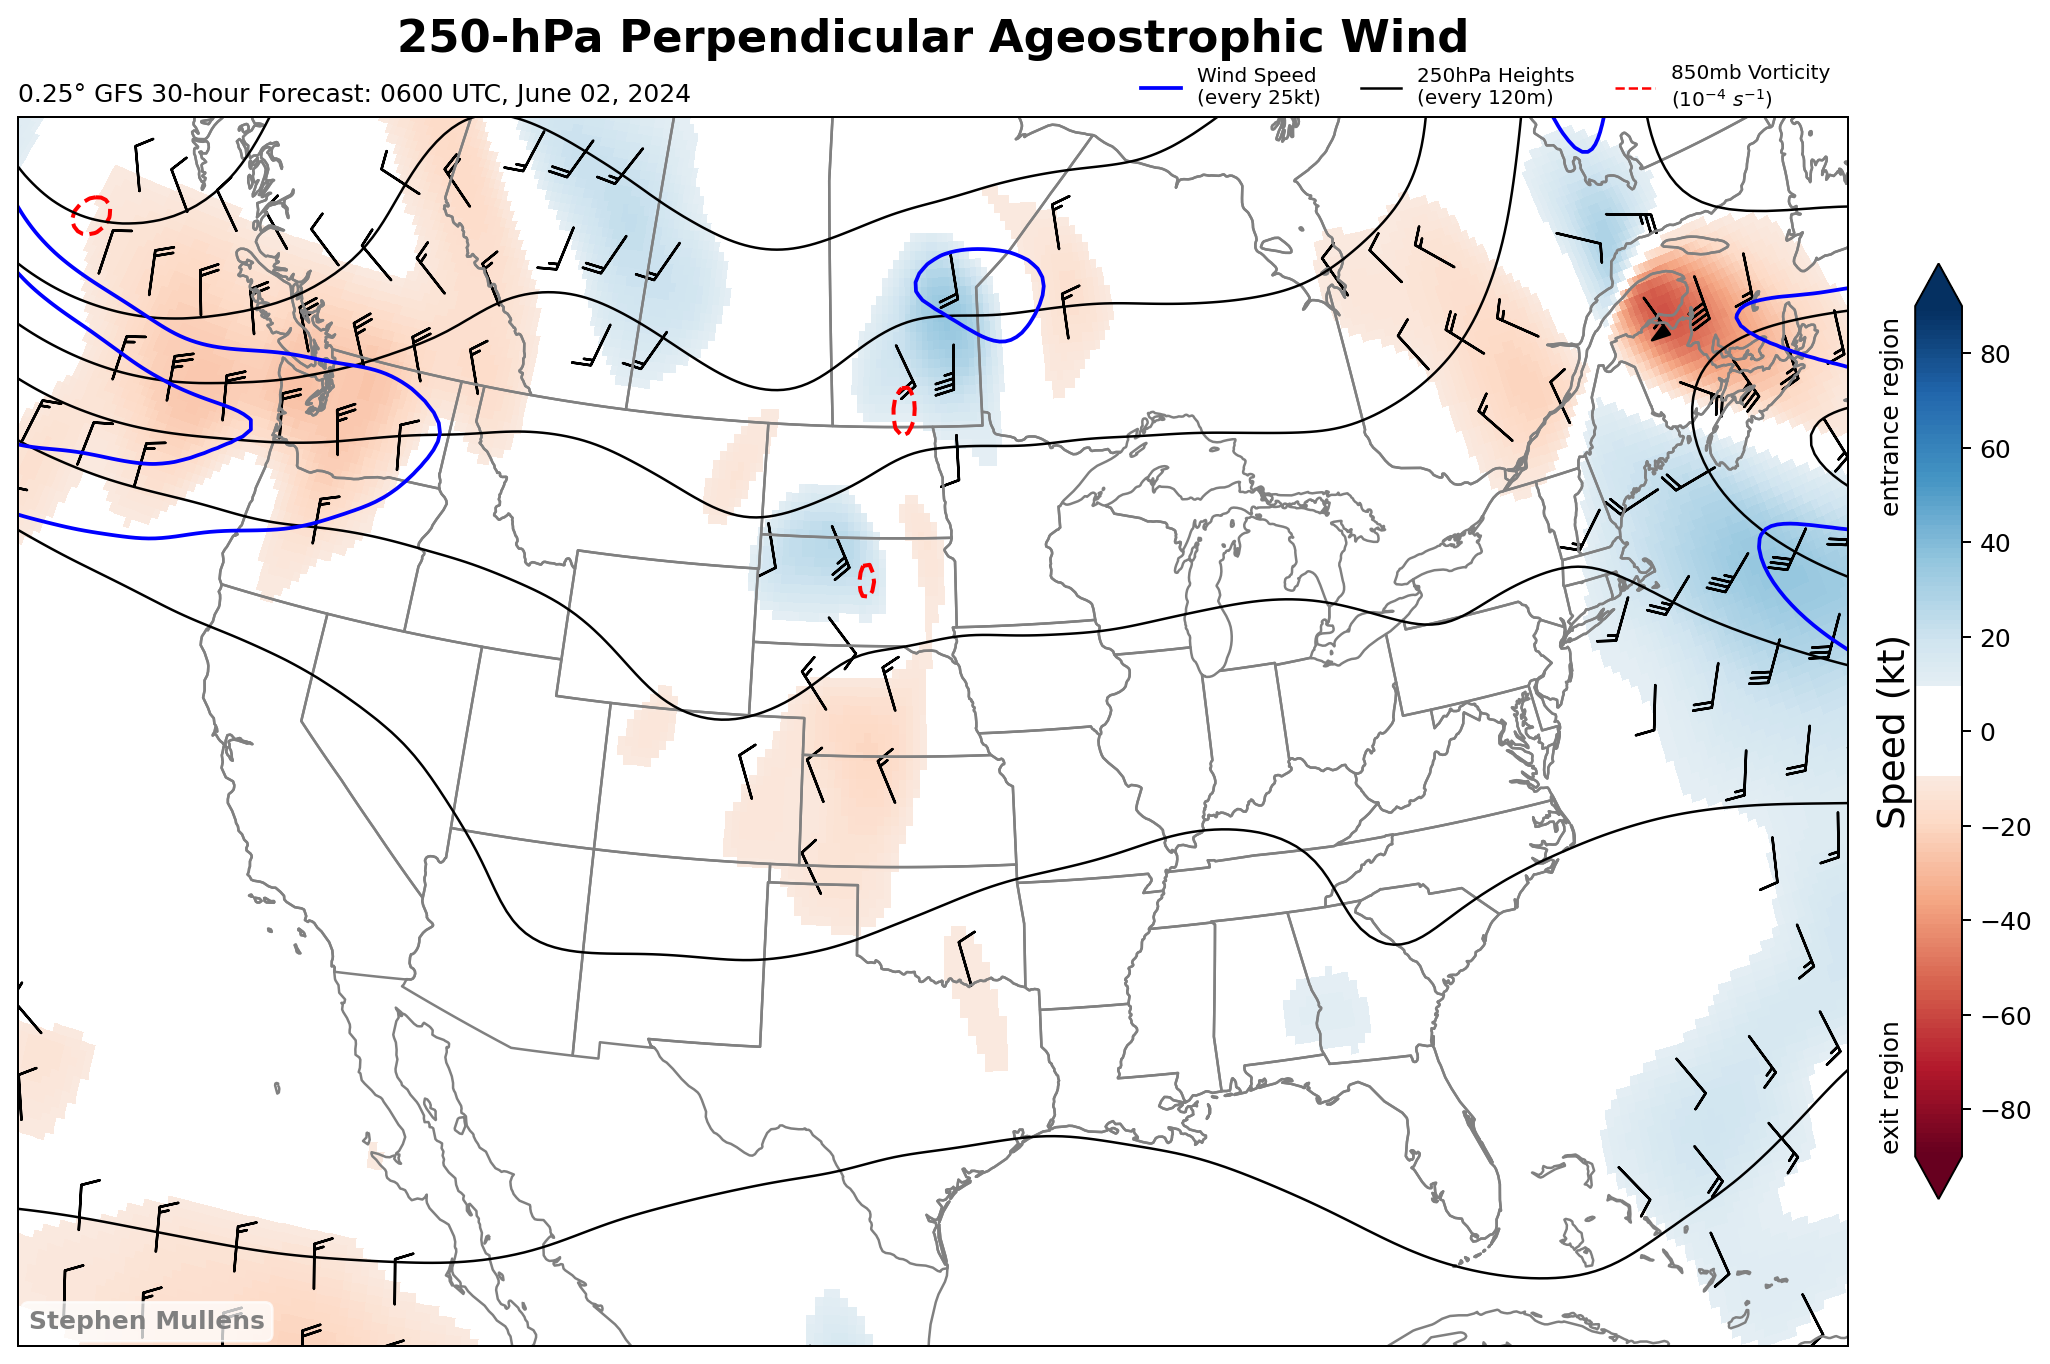 250-hPa Perpendicular Ageostrophic Wind
0.25° GFS 30-hour Forecast: 0600 UTC, June 02, 2024
Wind Speed
(every 25kt)
250hPa Heights
(every 120m)
850mb Vorticity
(10⁻⁴ s⁻¹)
entrance region
Speed (kt)
exit region
80
60
40
20
0
−20
−40
−60
−80
Stephen Mullens